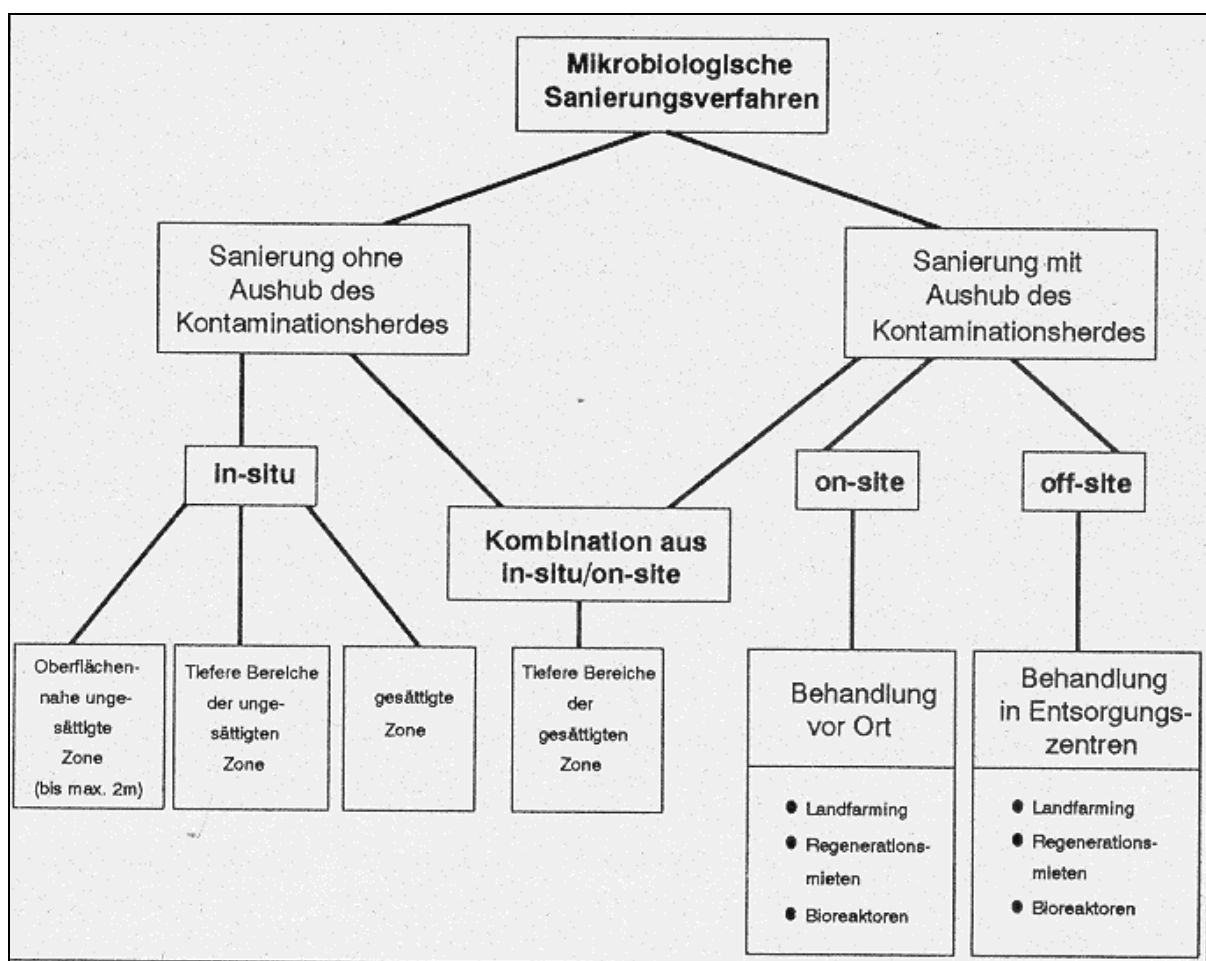 Mikrobiologische
Sanierungsverfahren
Sanierung ohne
Aushub des
Kontaminationsherdes
Sanierung mit
Aushub des
Kontaminationsherdes
in-situ
on-site
off-site
Kombination aus
in-situ/on-site
Oberflächen-
nahe unge-
sättigte
Zone
(bis max. 2m)
Tiefere Bereiche
der unge-
sättigten
Zone
gesättigte
Zone
Tiefere Bereiche
der
gesättigten
Zone
Behandlung
vor Ort
● Landfarming
● Regenerations-
mieten
● Bioreaktoren
Behandlung
in Entsorgungs-
zentren
● Landfarming
● Regenerations-
mieten
● Bioreaktoren